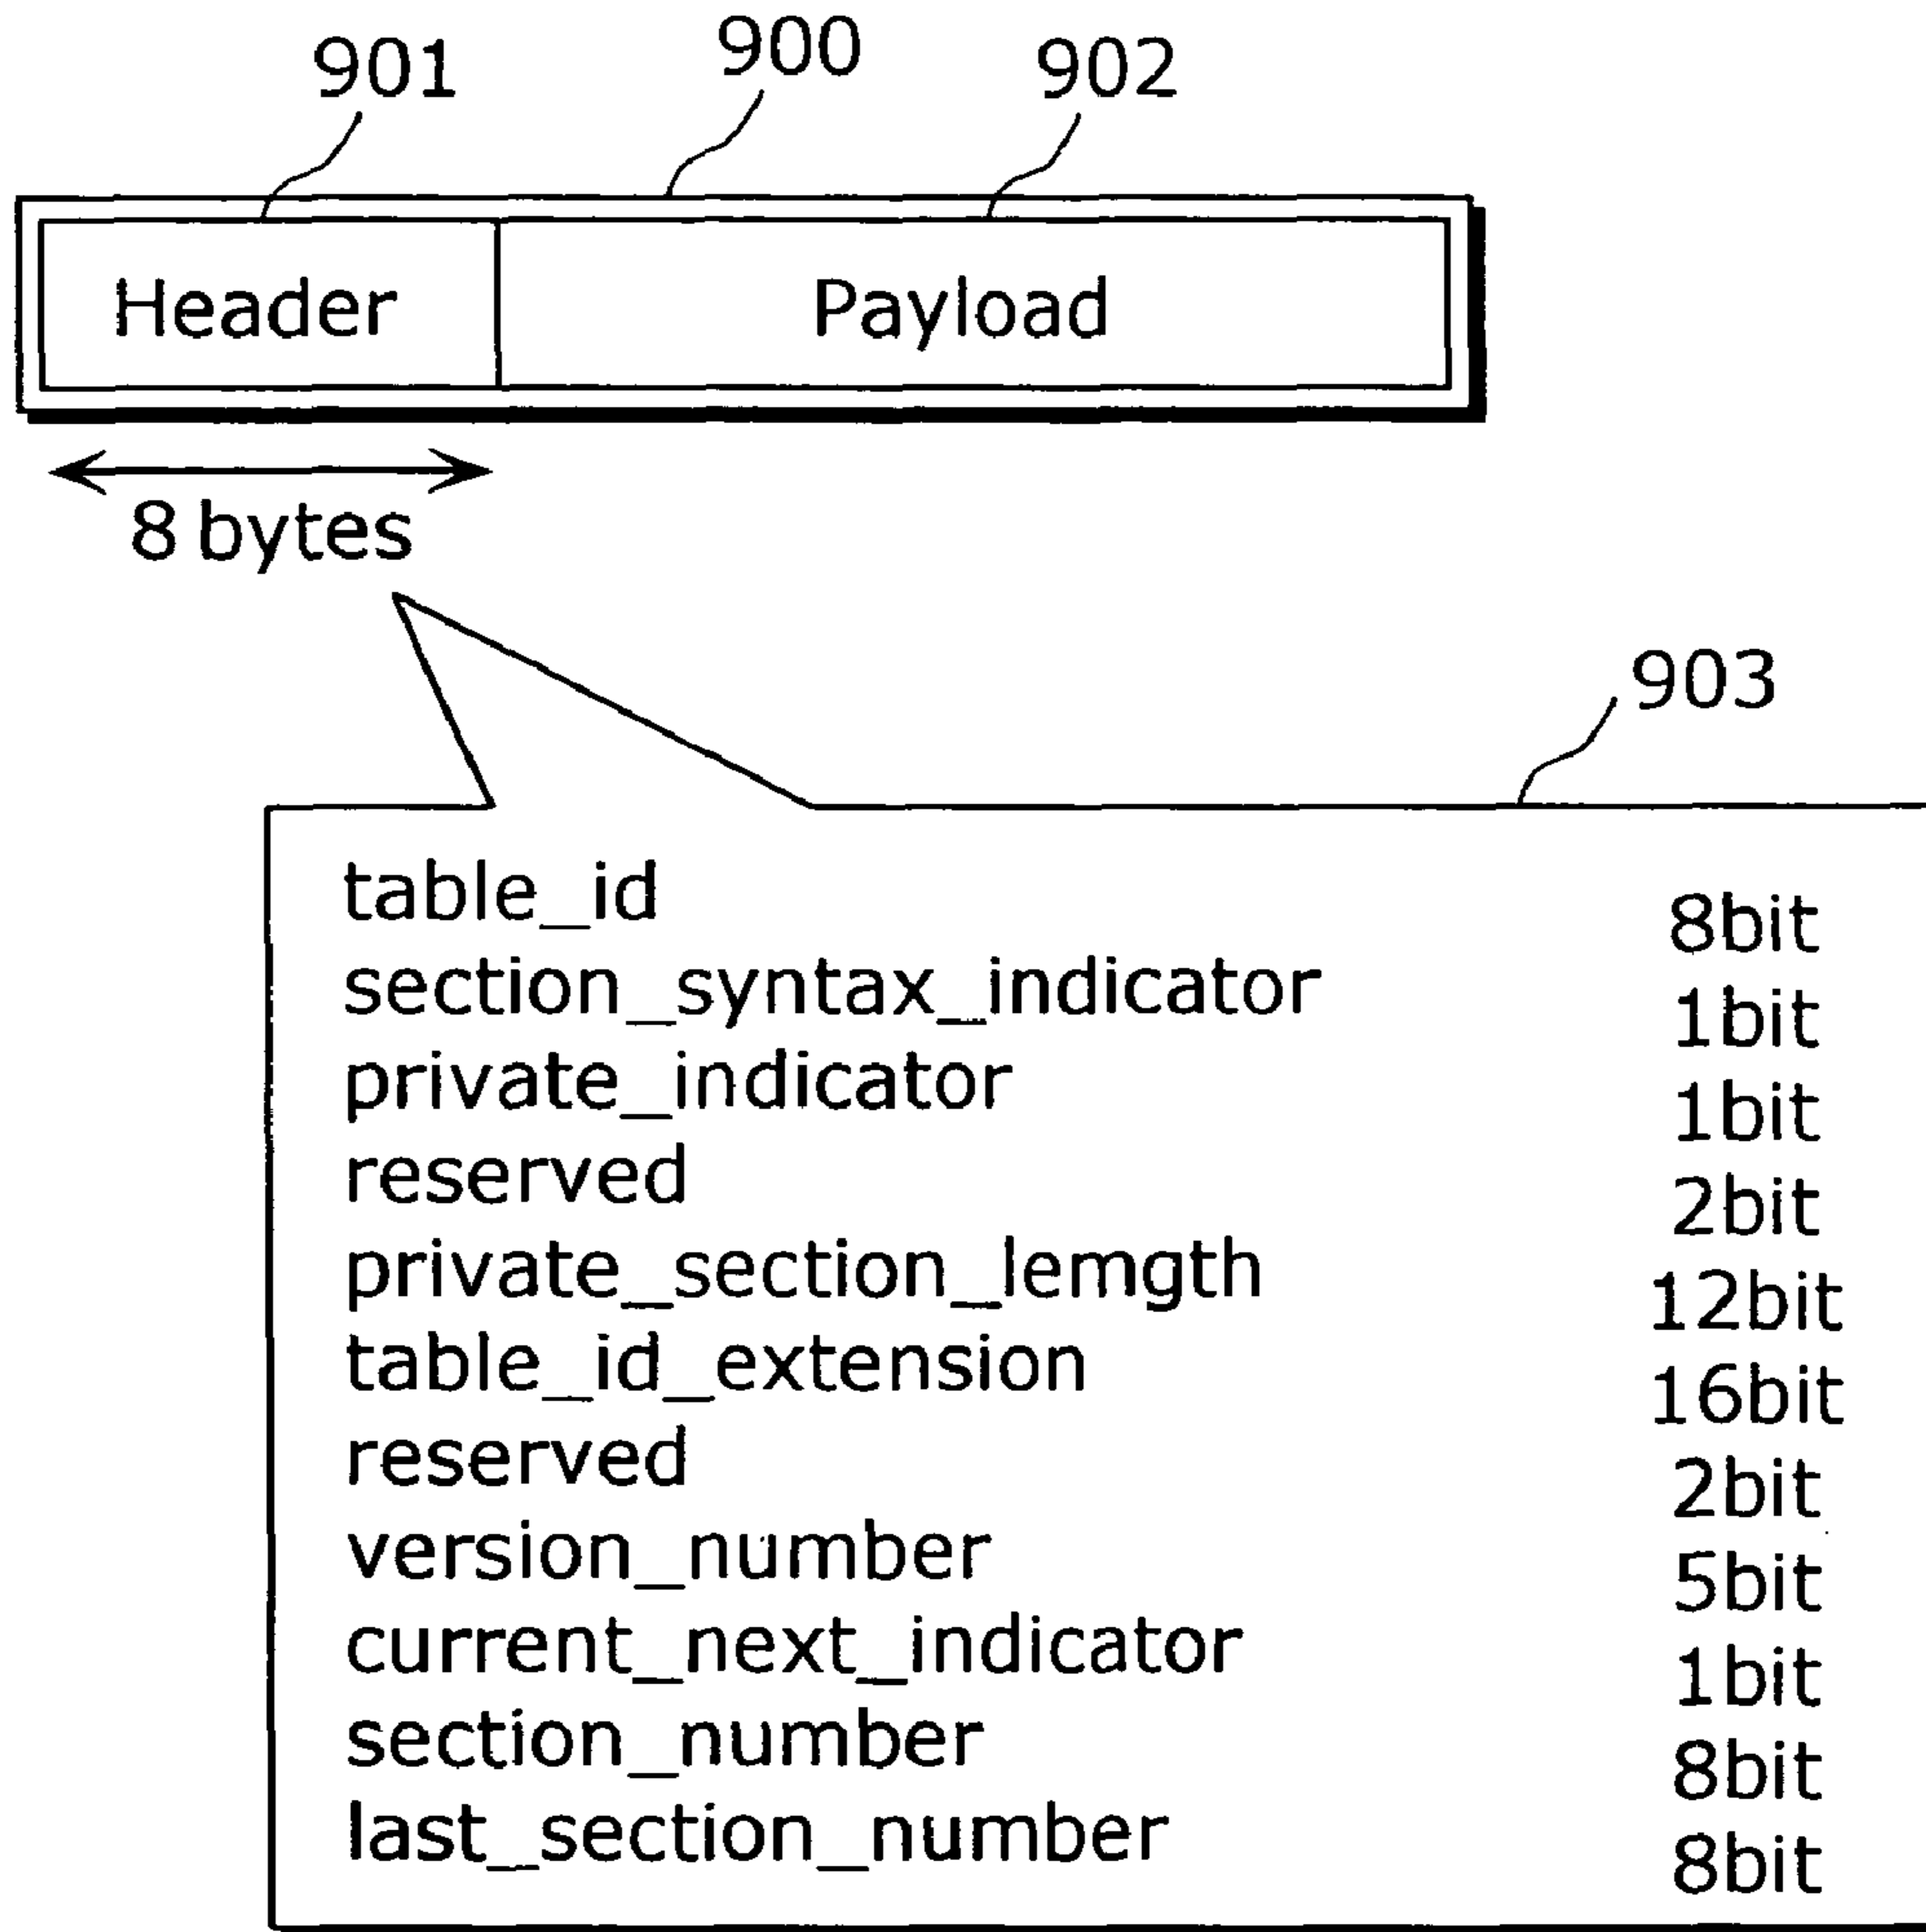 901 900 902
Header Payload
8 bytes
903
table_id 8bit
section_syntax_indicator 1bit
private_indicator 1bit
reserved 2bit
private_section_lemgth 12bit
table_id_extension 16bit
reserved 2bit
version_number 5bit
current_next_indicator 1bit
section_number 8bit
last_section_number 8bit